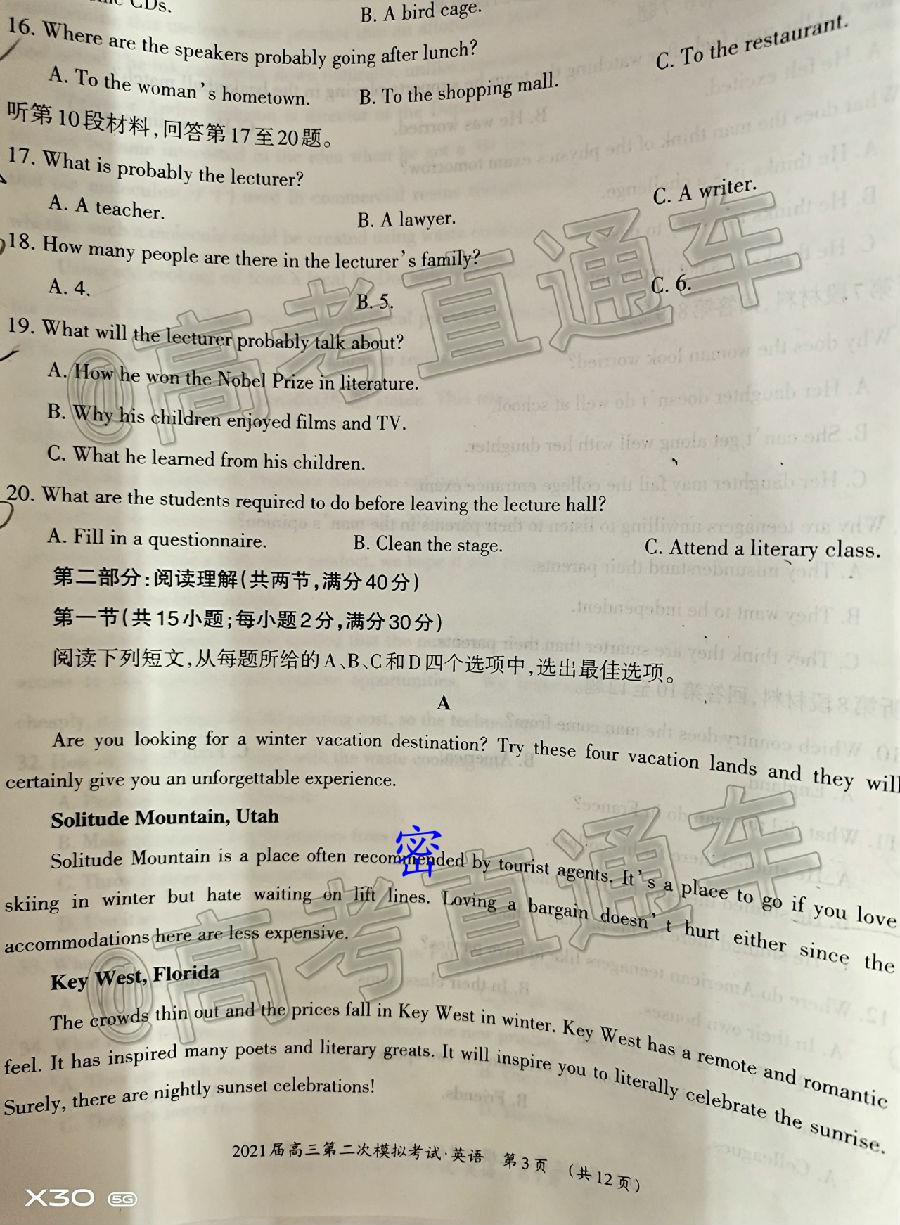 CDs.
B. A bird cage.
16. Where are the speakers probably going after lunch?
A. To the woman's hometown. B. To the shopping mall. C. To the restaurant.
听第10段材料,回答第17至20题。
17. What is probably the lecturer?
A. A teacher. B. A lawyer. C. A writer.
18. How many people are there in the lecturer's family?
A. 4. B. 5. C. 6.
19. What will the lecturer probably talk about?
A. How he won the Nobel Prize in literature.
B. Why his children enjoyed films and TV.
C. What he learned from his children.
20. What are the students required to do before leaving the lecture hall?
A. Fill in a questionnaire. B. Clean the stage. C. Attend a literary class.
第二部分:阅读理解(共两节,满分40分)
第一节(共15小题;每小题2分,满分30分)
阅读下列短文,从每题所给的A、B、C和D四个选项中,选出最佳选项。
A
Are you looking for a winter vacation destination? Try these four vacation lands and they will
certainly give you an unforgettable experience.
Solitude Mountain, Utah
Solitude Mountain is a place often recommended by tourist agents. It's a place to go if you love
skiing in winter but hate waiting on lift lines. Loving a bargain doesn't hurt either since the
accommodations here are less expensive.
Key West, Florida
The crowds thin out and the prices fall in Key West in winter. Key West has a remote and romantic
feel. It has inspired many poets and literary greats. It will inspire you to literally celebrate the sunrise.
Surely, there are nightly sunset celebrations!
2021届高三第二次模拟考试·英语 第3页 (共12页)
@高考直通车
@高考直通车
密
X30 5G